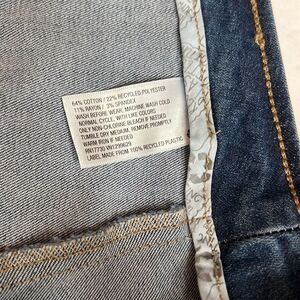 64% COTTON / 22% RECYCLED POLYESTER
11% RAYON / 3% SPANDEX
WASH BEFORE WEAR. MACHINE WASH COLD
NORMAL CYCLE, WITH LIKE COLORS
ONLY NON-CHLORINE BLEACH IF NEEDED
TUMBLE DRY MEDIUM. REMOVE PROMPTLY
WARM IRON IF NEEDED
RN17730 VN1299629
LABEL MADE FROM 100% RECYCLED PLASTIC